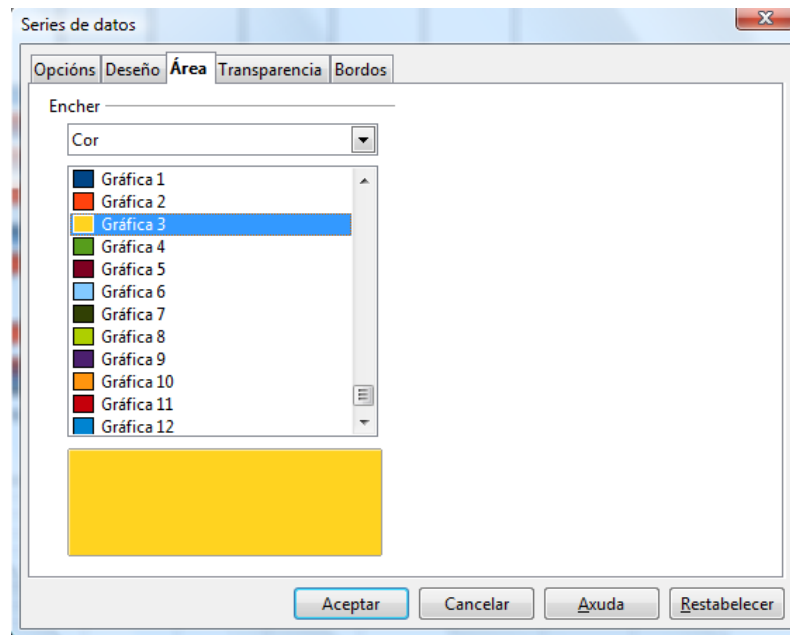 Series de datos
Opcións Deseño Área Transparencia Bordos
Encher
Cor
Gráfica 1
Gráfica 2
Gráfica 3
Gráfica 4
Gráfica 5
Gráfica 6
Gráfica 7
Gráfica 8
Gráfica 9
Gráfica 10
Gráfica 11
Gráfica 12
Aceptar Cancelar Axuda Restabelecer